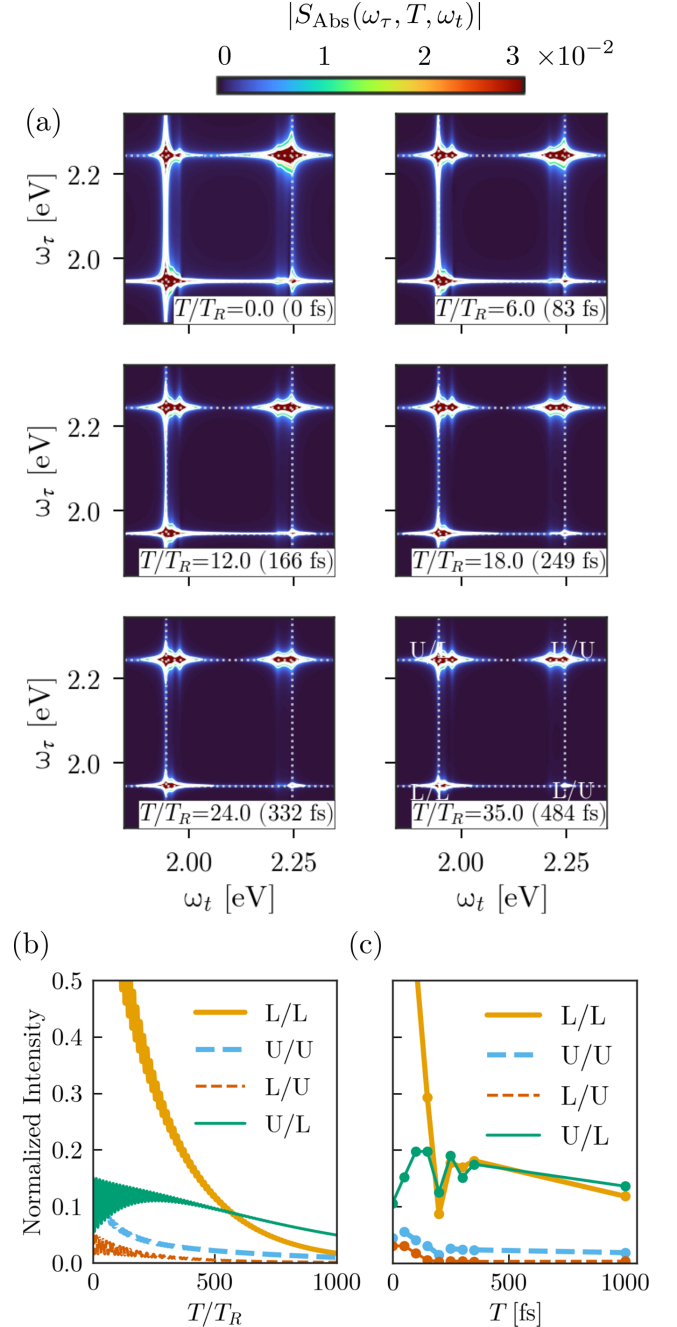 |S_Abs(ω_τ, T, ω_t)|
0 1 2 3 ×10⁻²
(a)
ω_τ [eV]
2.2
2.0
T/T_R=0.0 (0 fs)
T/T_R=6.0 (83 fs)
ω_τ [eV]
2.2
2.0
T/T_R=12.0 (166 fs)
T/T_R=18.0 (249 fs)
ω_τ [eV]
2.2
2.0
U/L U/U
L/L L/U
T/T_R=24.0 (332 fs)
T/T_R=35.0 (484 fs)
2.00 2.25 2.00 2.25
ω_t [eV] ω_t [eV]
(b) (c)
Normalized Intensity
0.5
0.4
0.3
0.2
0.1
0.0
L/L
U/U
L/U
U/L
L/L
U/U
L/U
U/L
0 500 1000 0 500 1000
T/T_R T [fs]